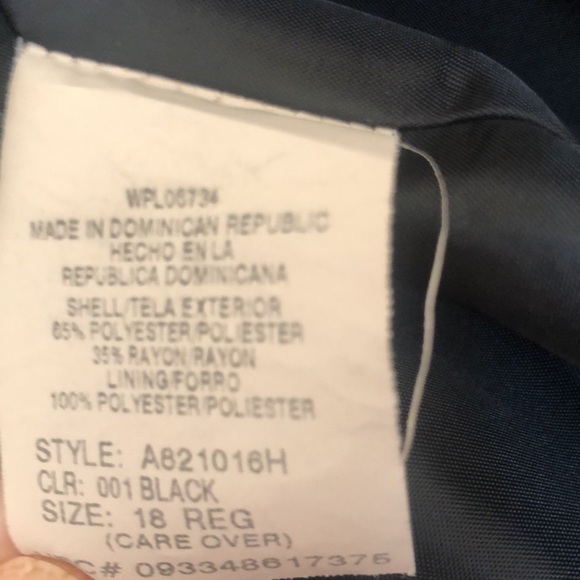 WPL06734
MADE IN DOMINICAN REPUBLIC
HECHO EN LA
REPUBLICA DOMINICANA
SHELL/TELA EXTERIOR
65% POLYESTER/POLIESTER
35% RAYON/RAYON
LINING/FORRO
100% POLYESTER/POLIESTER
STYLE: A821016H
CLR: 001 BLACK
SIZE: 18 REG
(CARE OVER)
093348617375